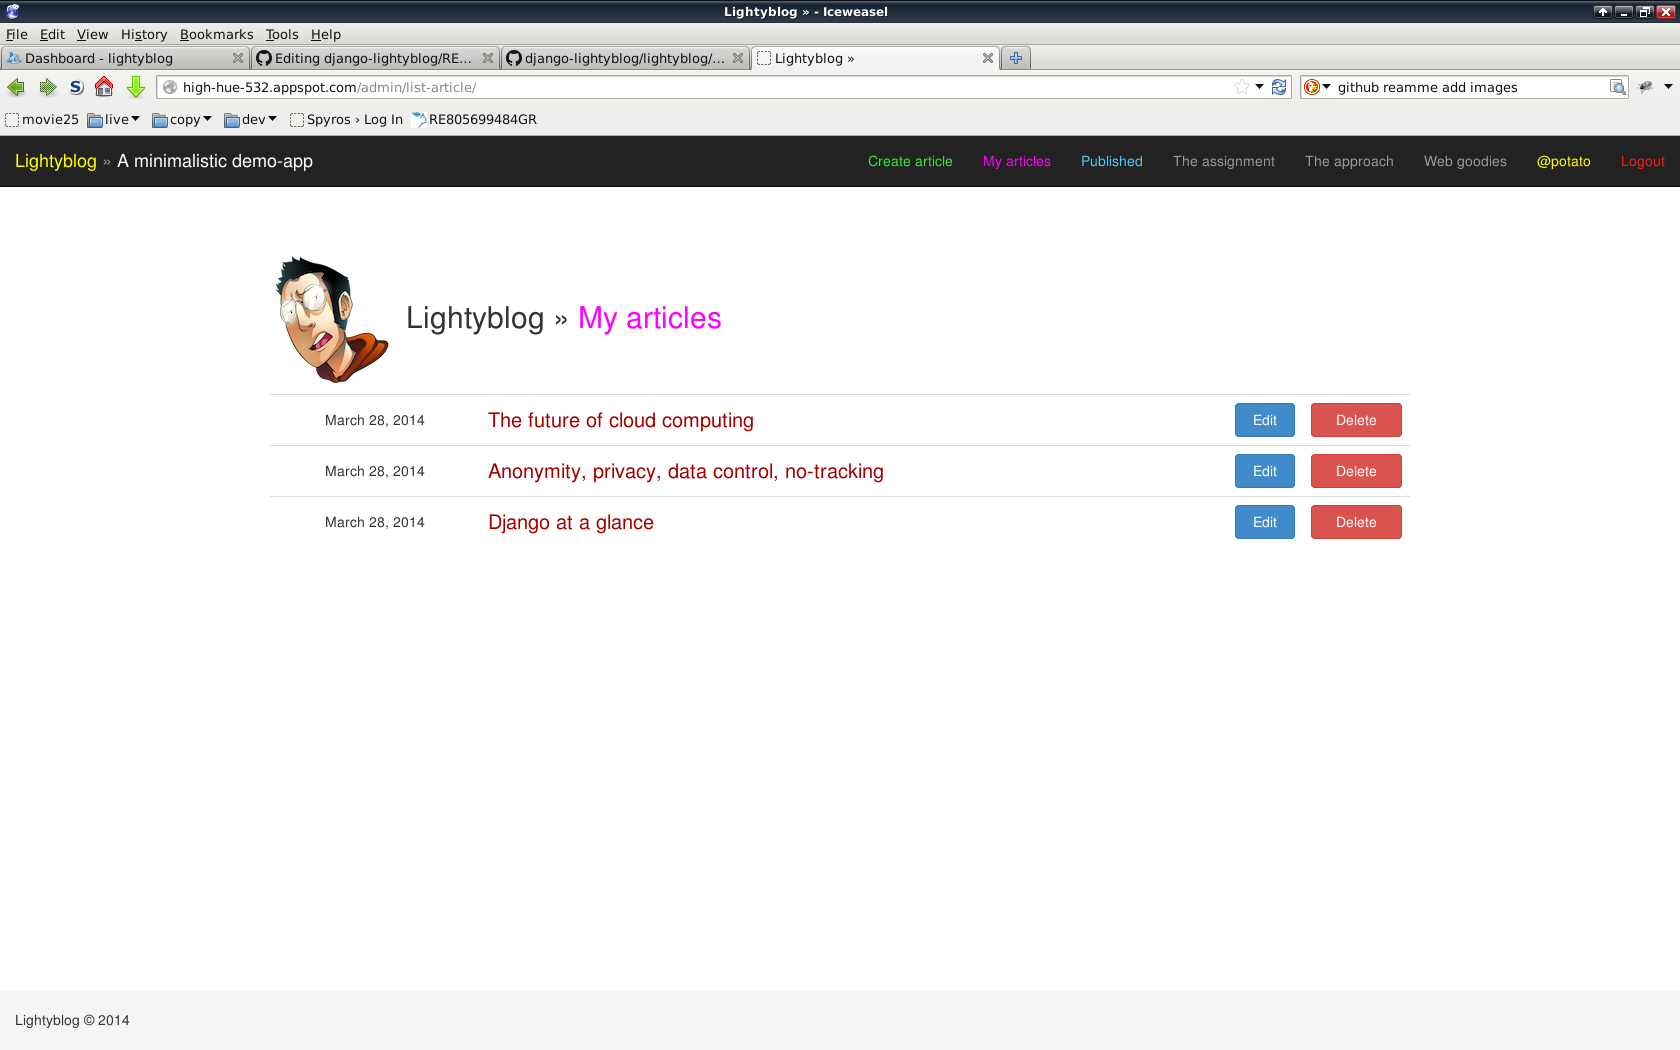 Lightyblog » - Iceweasel
File Edit View History Bookmarks Tools Help
Dashboard - lightyblog Editing django-lightyblog/RE... django-lightyblog/lightyblog/... Lightyblog »
high-hue-532.appspot.com/admin/list-article/ github reamme add images
movie25 live copy dev Spyros › Log In RE805699484GR
Lightyblog » A minimalistic demo-app Create article My articles Published The assignment The approach Web goodies @potato Logout
Lightyblog » My articles
March 28, 2014 The future of cloud computing Edit Delete
March 28, 2014 Anonymity, privacy, data control, no-tracking Edit Delete
March 28, 2014 Django at a glance Edit Delete
Lightyblog © 2014